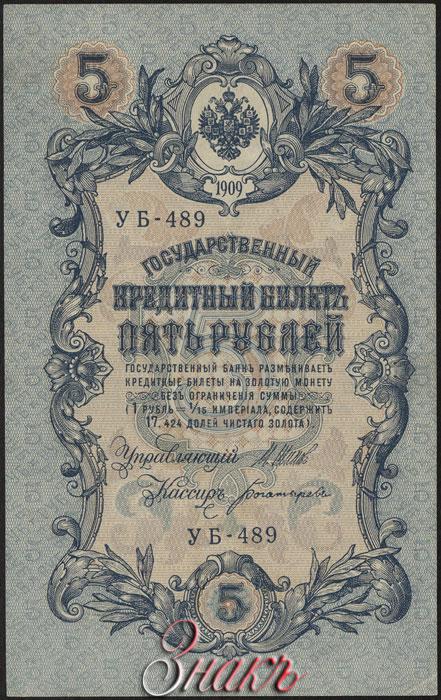 5 5
1909
УБ-489
ГОСУДАРСТВЕННЫЙ
КРЕДИТНЫЙ БИЛЕТЪ
ПЯТЬ РУБЛЕЙ
ГОСУДАРСТВЕННЫЙ БАНКЪ РАЗМѢНИВАЕТЪ
КРЕДИТНЫЕ БИЛЕТЫ НА ЗОЛОТУЮ МОНЕТУ
БЕЗЪ ОГРАНИЧЕНІЯ СУММЫ
(1 РУБЛЬ = 1/15 ИМПЕРІАЛА, СОДЕРЖИТЪ
17,424 ДОЛЕЙ ЧИСТАГО ЗОЛОТА).
Управляющій
Кассиръ Богатыревъ
УБ-489
5
Знакъ